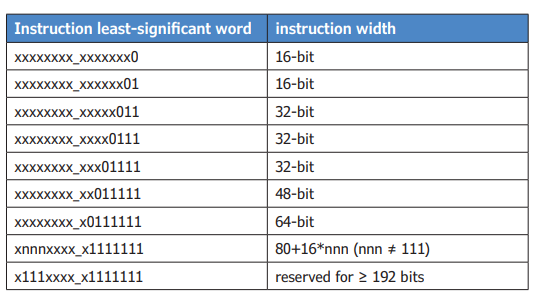 Instruction least-significant word instruction width
xxxxxxxx_xxxxxxx0 16-bit
xxxxxxxx_xxxxxx01 16-bit
xxxxxxxx_xxxxx011 32-bit
xxxxxxxx_xxxx0111 32-bit
xxxxxxxx_xxx01111 32-bit
xxxxxxxx_xx011111 48-bit
xxxxxxxx_x0111111 64-bit
xnnnxxxx_x1111111 80+16*nnn (nnn ≠ 111)
x111xxxx_x1111111 reserved for ≥ 192 bits